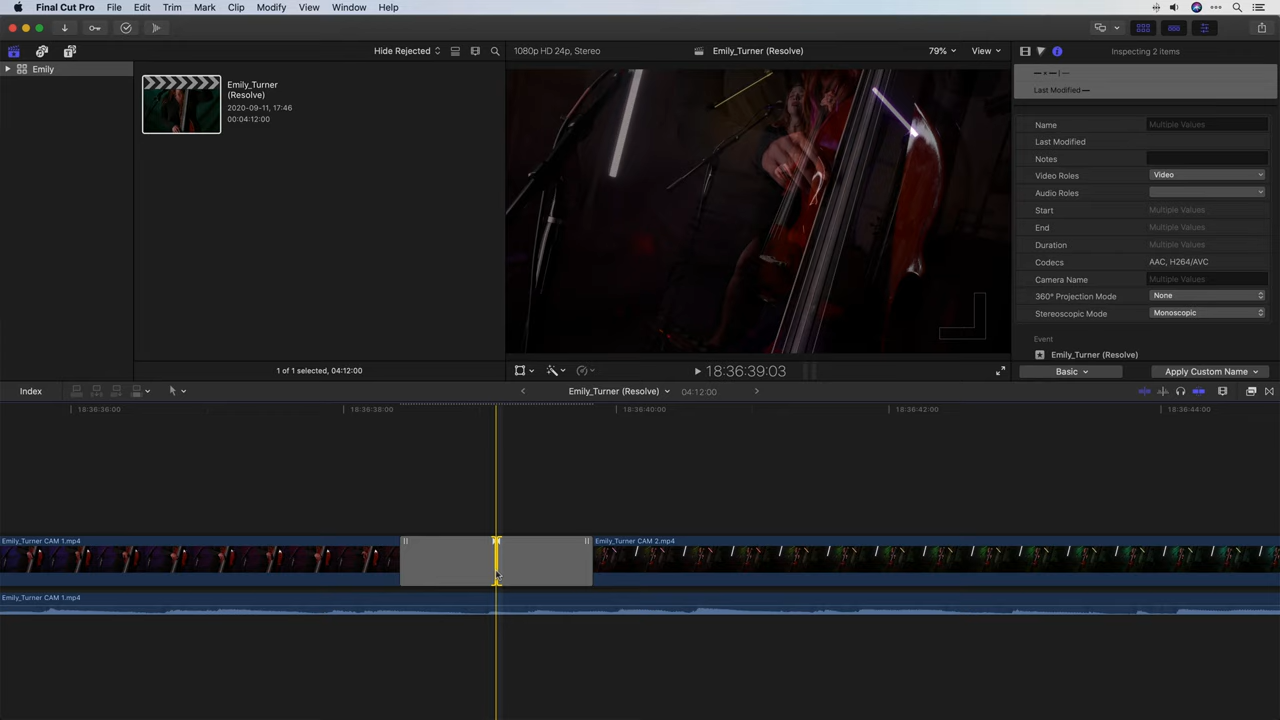 Final Cut Pro File Edit Trim Mark Clip Modify View Window Help
Hide Rejected
1080p HD 24p, Stereo
Emily_Turner (Resolve)
79%
View
Inspecting 2 items
Emily
Emily_Turner
(Resolve)
2020-09-11, 17:46
00:04:12:00
Last Modified —
Name Multiple Values
Last Modified
Notes
Video Roles Video
Audio Roles
Start Multiple Values
End Multiple Values
Duration Multiple Values
Codecs AAC, H264/AVC
Camera Name Multiple Values
360° Projection Mode None
Stereoscopic Mode Monoscopic
Event
Emily_Turner (Resolve)
1 of 1 selected, 04:12:00
18:36:39:03
Basic
Apply Custom Name
Index
Emily_Turner (Resolve)
04:12:00
18:36:36:00 18:36:38:00 18:36:40:00 18:36:42:00 18:36:44:00
Emily_Turner CAM 1.mp4
Emily_Turner CAM 2.mp4
Emily_Turner CAM 1.mp4